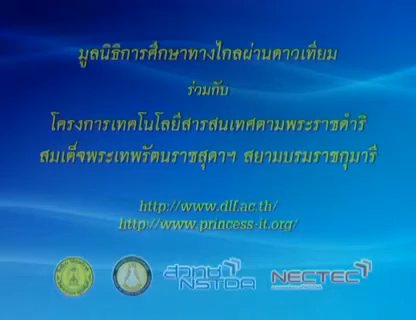 มูลนิธิการศึกษาทางไกลผ่านดาวเทียม
ร่วมกับ
โครงการเทคโนโลยีสารสนเทศตามพระราชดำริ
สมเด็จพระเทพรัตนราชสุดาฯ สยามบรมราชกุมารี
http://www.dlf.ac.th/
http://www.princess-it.org/
สวทช
NSTDA
NECTEC